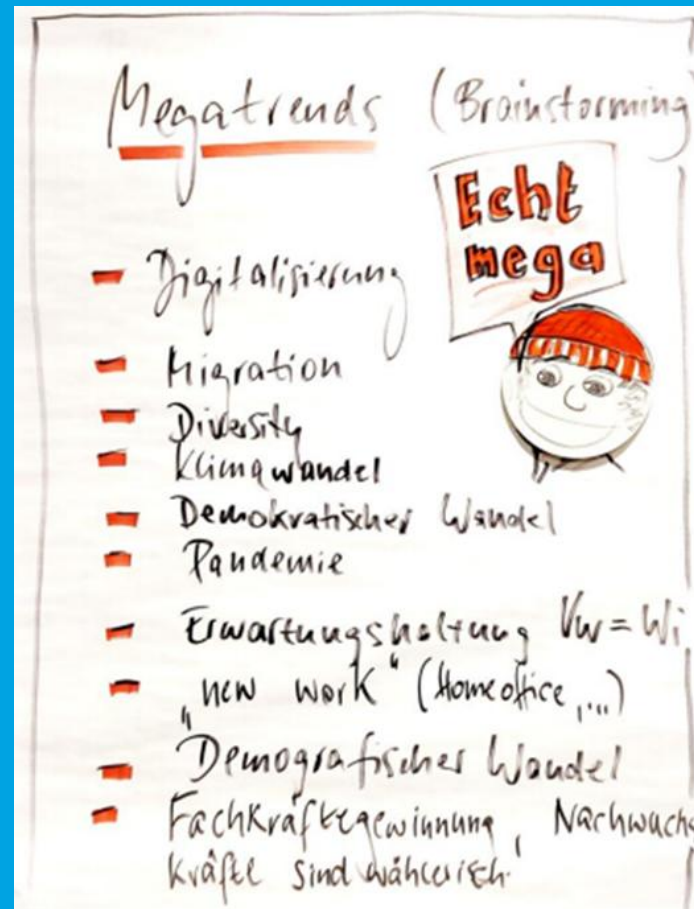 Megatrends (Brainstorming
Echt
mega
- Digitalisierung
- Migration
- Diversity
- Klimawandel
- Demokratischer Wandel
- Pandemie
- Erwartungshaltung Vw = Wi
- "new work" (Homeoffice,...)
- Demografischer Wandel
- Fachkräftegewinnung, Nachwuchs
kräfte sind wählerisch